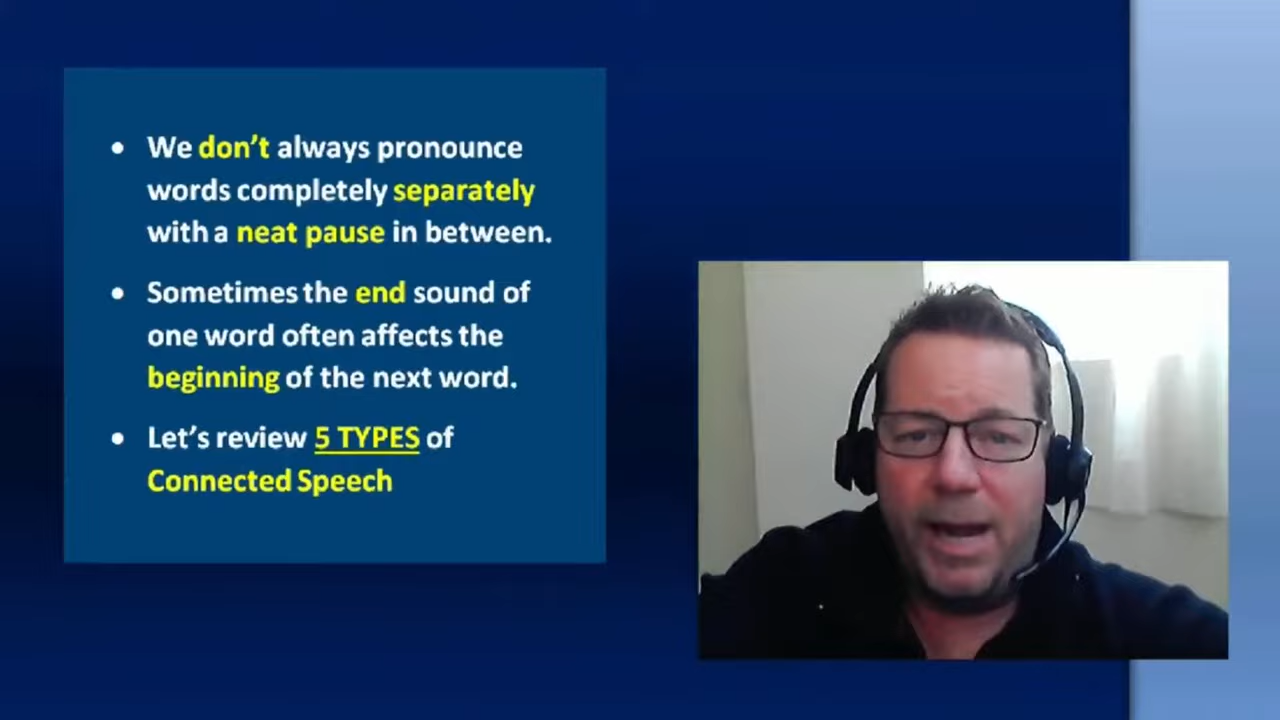 We don't always pronounce
words completely separately
with a neat pause in between.
Sometimes the end sound of
one word often affects the
beginning of the next word.
Let's review 5 TYPES of
Connected Speech